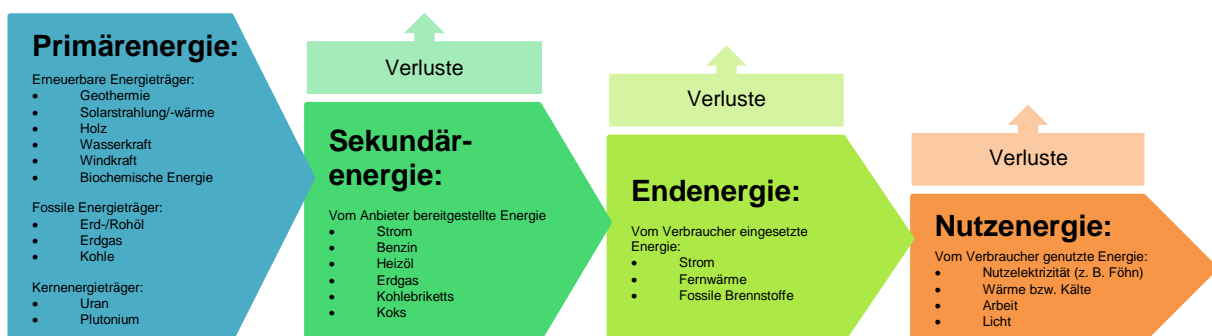 Primärenergie:
Erneuerbare Energieträger:
• Geothermie
• Solarstrahlung/-wärme
• Holz
• Wasserkraft
• Windkraft
• Biochemische Energie
Fossile Energieträger:
• Erd-/Rohöl
• Erdgas
• Kohle
Kernenergieträger:
• Uran
• Plutonium
Verluste
Sekundär-
energie:
Vom Anbieter bereitgestellte Energie
• Strom
• Benzin
• Heizöl
• Erdgas
• Kohlebriketts
• Koks
Verluste
Endenergie:
Vom Verbraucher eingesetzte
Energie:
• Strom
• Fernwärme
• Fossile Brennstoffe
Verluste
Nutzenergie:
Vom Verbraucher genutzte Energie:
• Nutzelektrizität (z. B. Föhn)
• Wärme bzw. Kälte
• Arbeit
• Licht